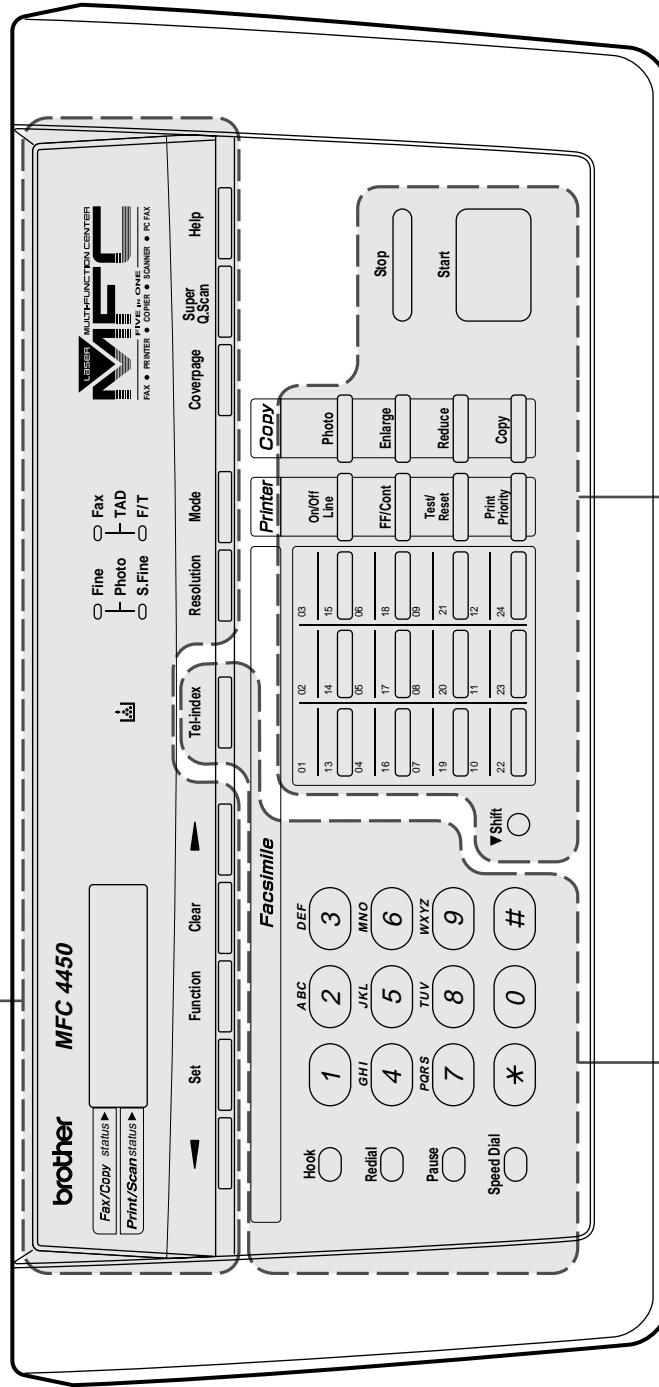 brother
MFC 4450
Fax/Copy status ▶
Print/Scan status ▶
Fine
Photo
S.Fine
Fax
TAD
F/T
LASER
MULTI-FUNCTION CENTER
MFC
FIVE IN ONE
FAX ● PRINTER ● COPIER ● SCANNER ● PC FAX
Set
Function
Clear
Tel-index
Resolution
Mode
Coverpage
Super
Q.Scan
Help
Facsimile
Printer
Copy
Hook
Redial
Pause
Speed Dial
1
ABC
2
DEF
3
GHI
4
JKL
5
MNO
6
PQRS
7
TUV
8
WXYZ
9
*
0
#
▼Shift
01 02 03
13 14 15
04 05 06
16 17 18
07 08 09
19 20 21
10 11 12
22 23 24
On/Off
Line
FF/Cont
Test/
Reset
Print
Priority
Photo
Enlarge
Reduce
Copy
Stop
Start